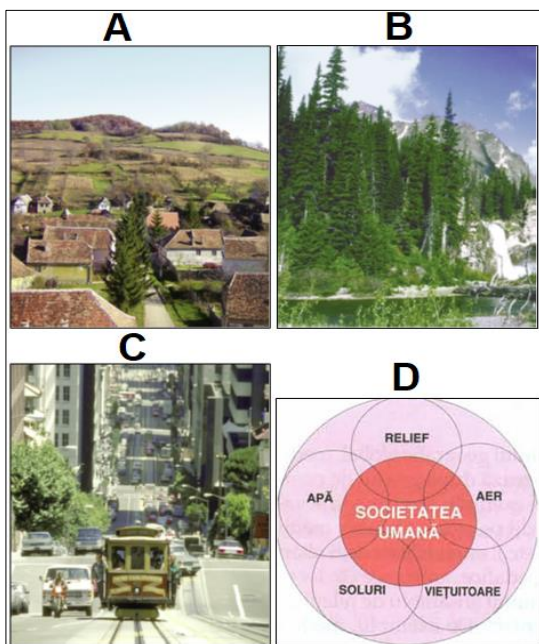 A
B
C
D
RELIEF
APĂ
AER
SOCIETATEA
UMANĂ
SOLURI
VIEȚUITOARE